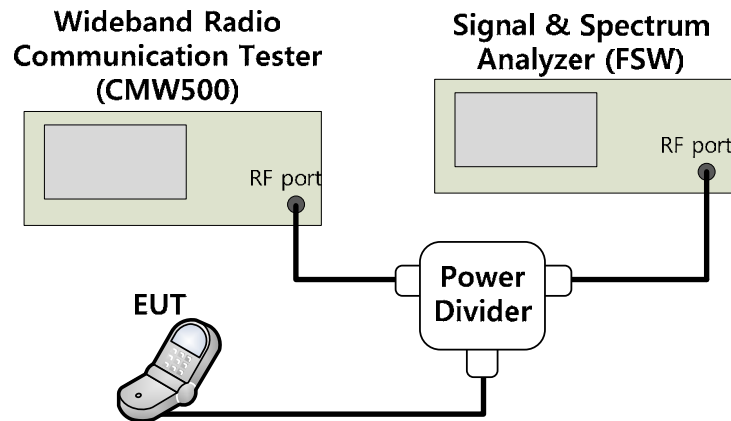 Wideband Radio
Communication Tester
(CMW500)
Signal & Spectrum
Analyzer (FSW)
RF port
RF port
Power
Divider
EUT